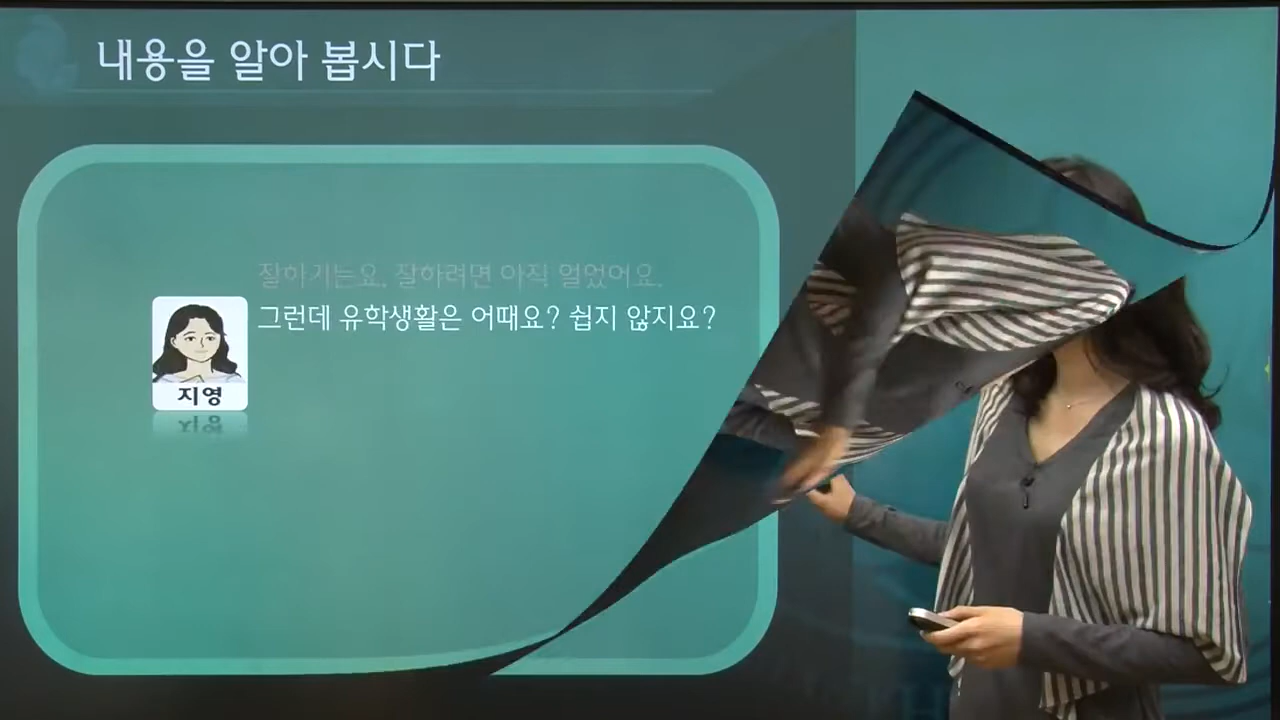 내용을 알아 봅시다
잘하기는요. 잘하려면 아직 멀었어요.
그런데 유학생활은 어때요? 쉽지 않지요?
지영